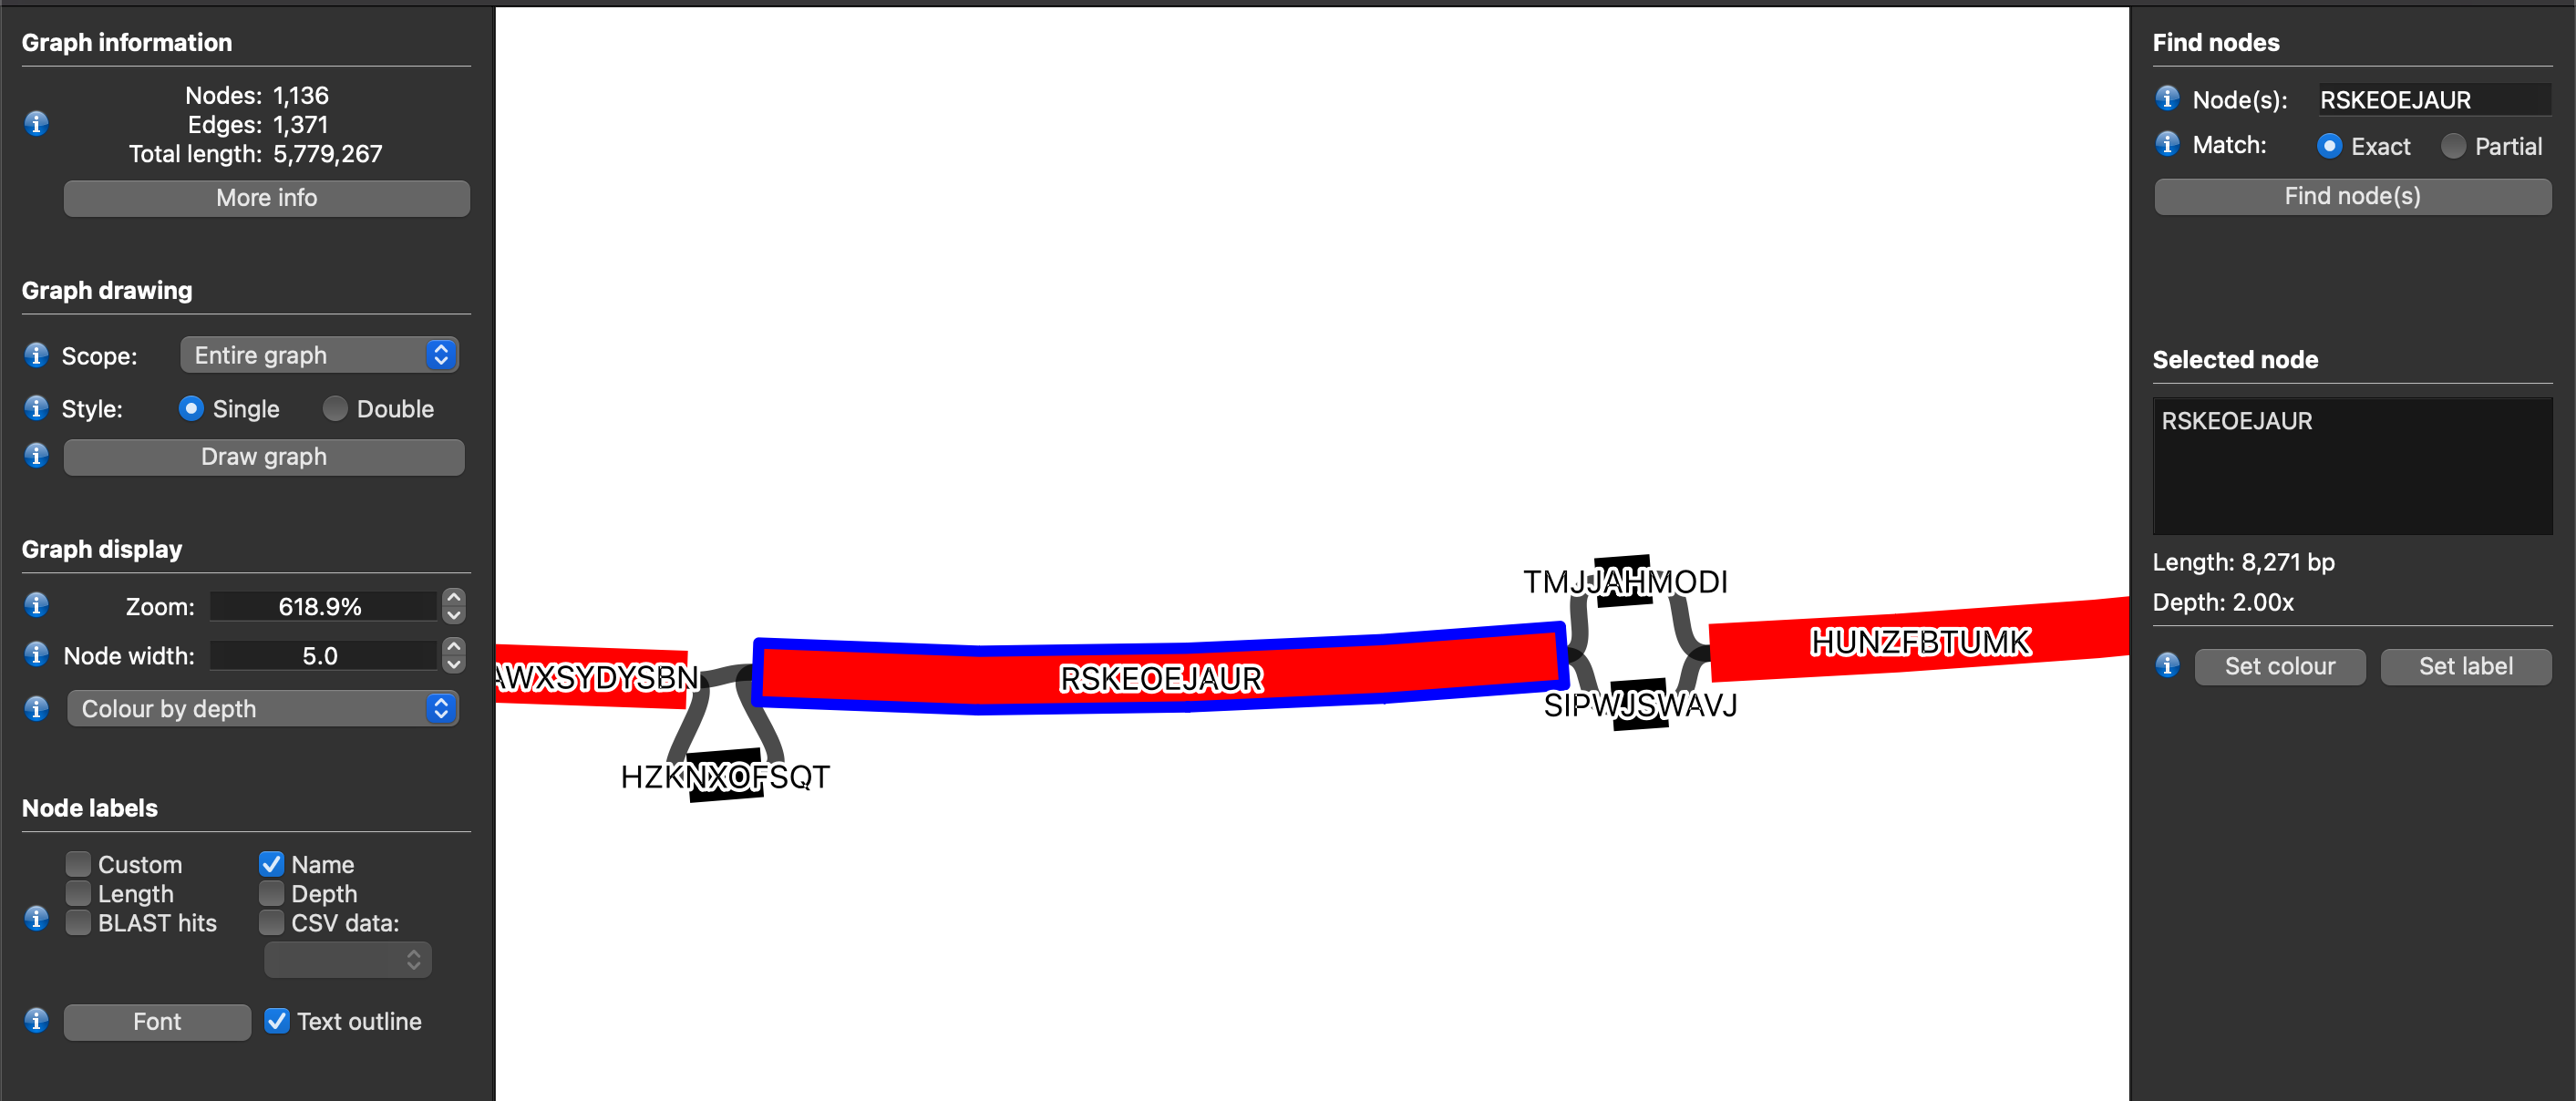 Graph information
Nodes: 1,136
Edges: 1,371
Total length: 5,779,267
More info
Graph drawing
Scope: Entire graph
Style: Single Double
Draw graph
Graph display
Zoom: 618.9%
Node width: 5.0
Colour by depth
Node labels
Custom Name
Length Depth
BLAST hits CSV data:
Font Text outline
TMJJAHMODI
HUNZFBTUMK
AWXSYDYSBN
RSKEOEJAUR
SIPWJSWAVJ
HZKNXOFSQT
Find nodes
Node(s): RSKEOEJAUR
Match: Exact Partial
Find node(s)
Selected node
RSKEOEJAUR
Length: 8,271 bp
Depth: 2.00x
Set colour Set label